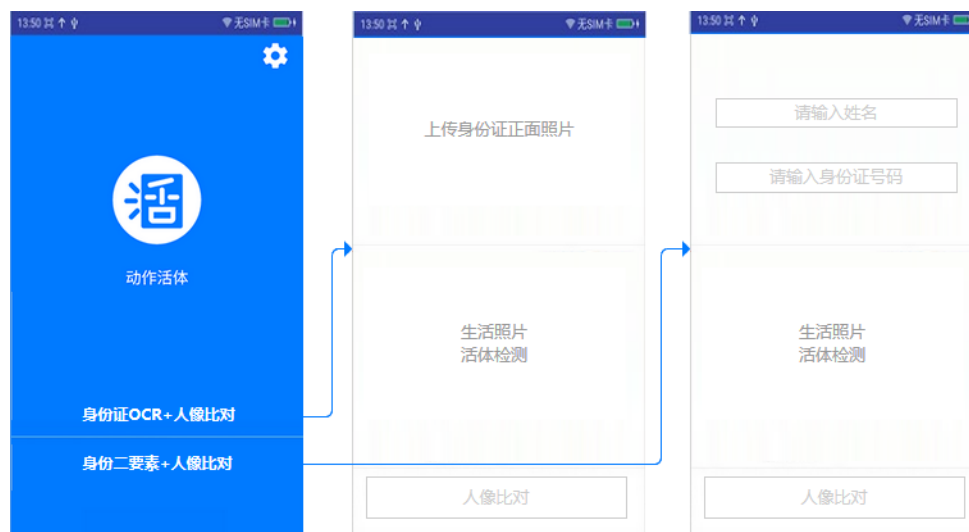 13:50
无SIM卡
活
动作活体
身份证OCR+人像比对
身份二要素+人像比对
13:50
无SIM卡
上传身份证正面照片
生活照片
活体检测
人像比对
13:50
无SIM卡
请输入姓名
请输入身份证号码
生活照片
活体检测
人像比对